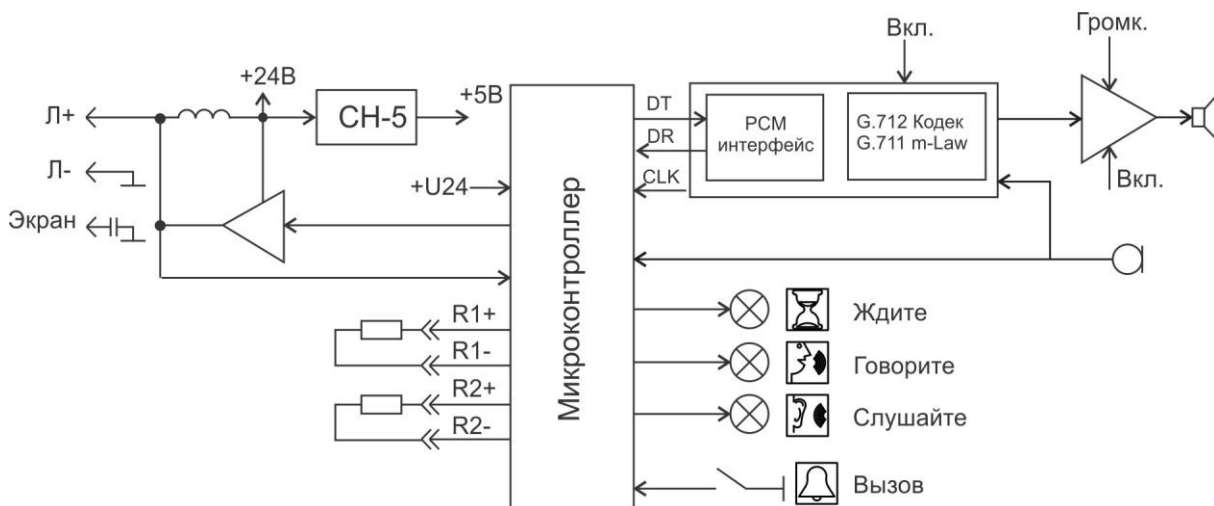 Вкл.
Громк.
+24В
Л+
СН-5
+5В
DT
DR
CLK
РСМ
интерфейс
G.712 Кодек
G.711 m-Law
Л-
+U24
Вкл.
Экран
Микроконтроллер
R1+
R1-
R2+
R2-
Ждите
Говорите
Слушайте
Вызов